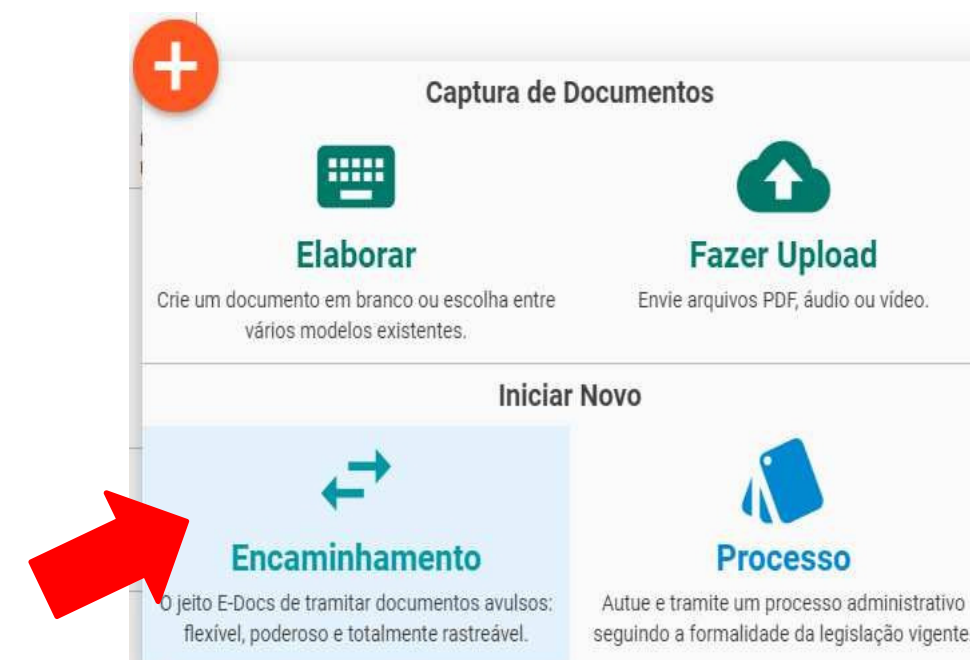 Captura de Documentos
Elaborar
Crie um documento em branco ou escolha entre
vários modelos existentes.
Fazer Upload
Envie arquivos PDF, áudio ou vídeo.
Iniciar Novo
Encaminhamento
O jeito E-Docs de tramitar documentos avulsos:
flexível, poderoso e totalmente rastreável.
Processo
Autue e tramite um processo administrativo
seguindo a formalidade da legislação vigente.